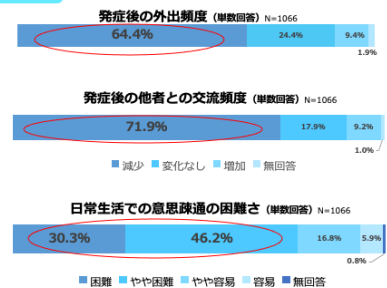 発症後の外出頻度 (単数回答) N=1066
64.4% 24.4% 9.4%
1.9%
発症後の他者との交流頻度 (単数回答) N=1066
71.9% 17.9% 9.2%
1.0%
減少 変化なし 増加 無回答
日常生活での意思疎通の困難さ (単数回答) N=1066
30.3% 46.2% 16.8% 5.9%
0.8%
困難 やや困難 やや容易 容易 無回答